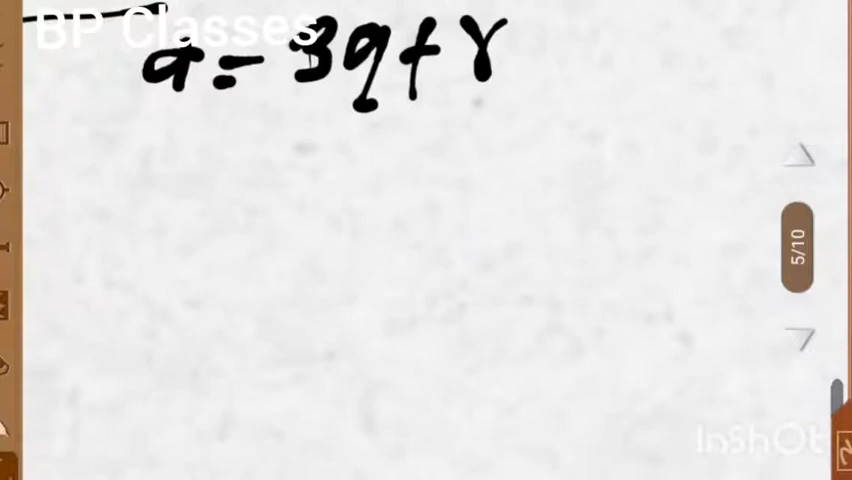 BP Classes
a = 3q + r
5/10
InShOt